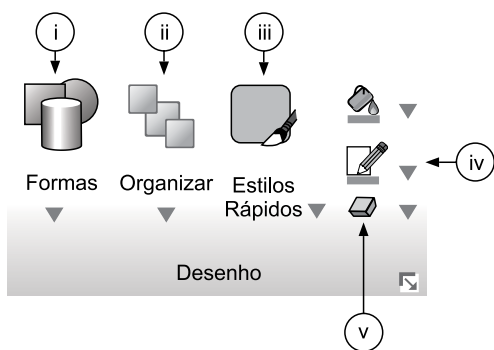 i
ii
iii
Formas
Organizar
Estilos
Rápidos
iv
Desenho
v